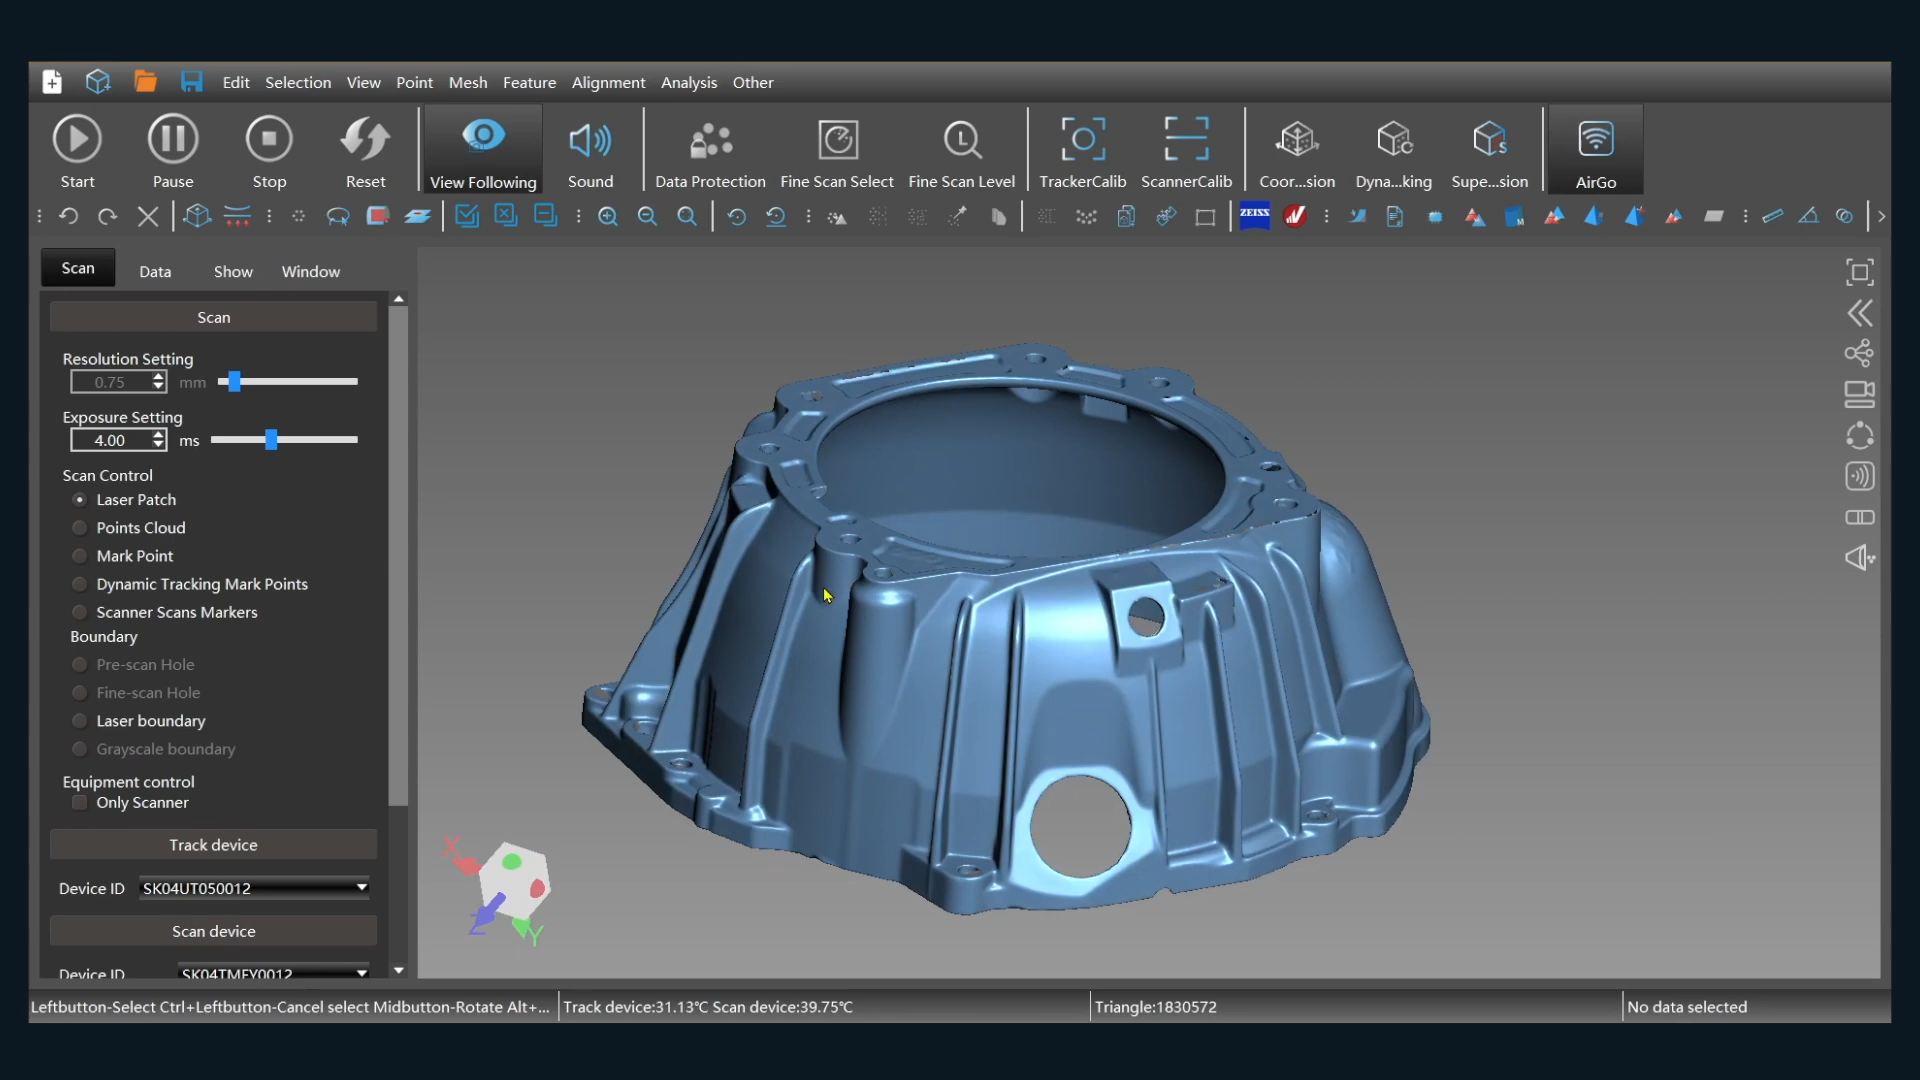 Edit Selection View Point Mesh Feature Alignment Analysis Other
Start Pause Stop Reset View Following Sound Data Protection Fine Scan Select Fine Scan Level TrackerCalib ScannerCalib Coor...sion Dyna...king Supe...sion AirGo
ZEISS
Scan Data Show Window
Scan
Resolution Setting
0.75 mm
Exposure Setting
4.00 ms
Scan Control
Laser Patch
Points Cloud
Mark Point
Dynamic Tracking Mark Points
Scanner Scans Markers
Boundary
Pre-scan Hole
Fine-scan Hole
Laser boundary
Grayscale boundary
Equipment control
Only Scanner
Track device
Device ID SK04UT050012
Scan device
Device ID SK04TMFY0012
X
Z
Y
Leftbutton-Select Ctrl+Leftbutton-Cancel select Midbutton-Rotate Alt+... Track device:31.13℃ Scan device:39.75℃ Triangle:1830572 No data selected